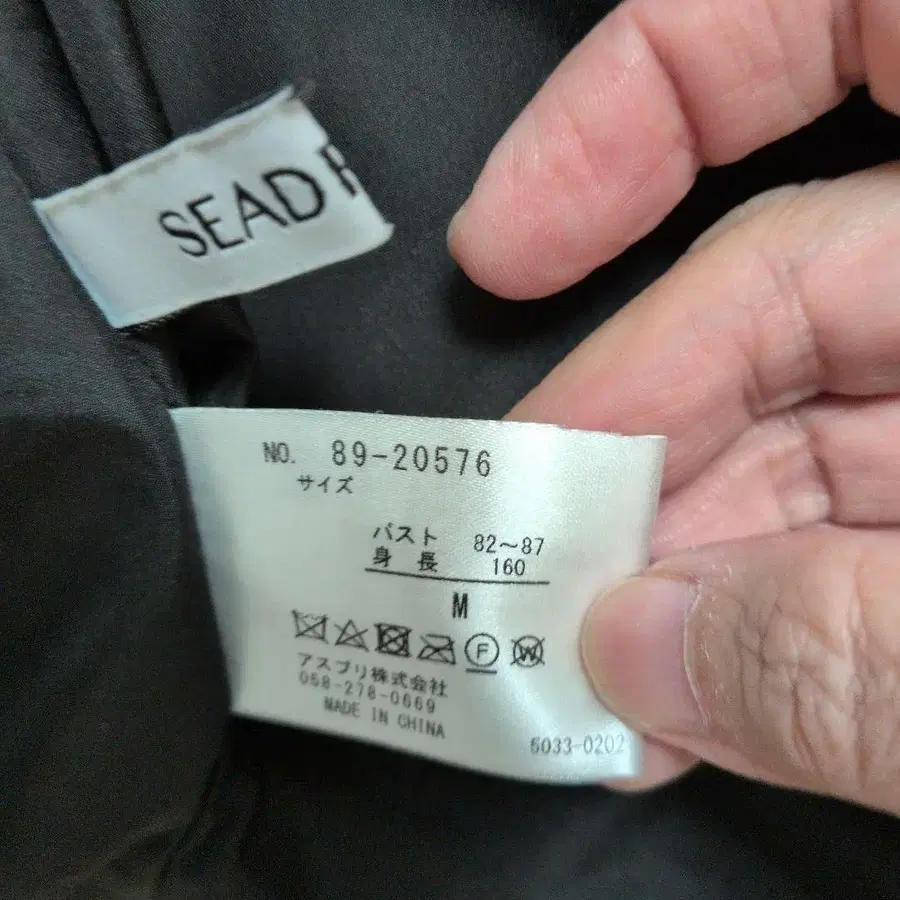 SEAD
NO. 89-20576
サイズ
バスト 82～87
身長 160
M
F W
アスプリ株式会社
058-278-0669
MADE IN CHINA
6033-0202